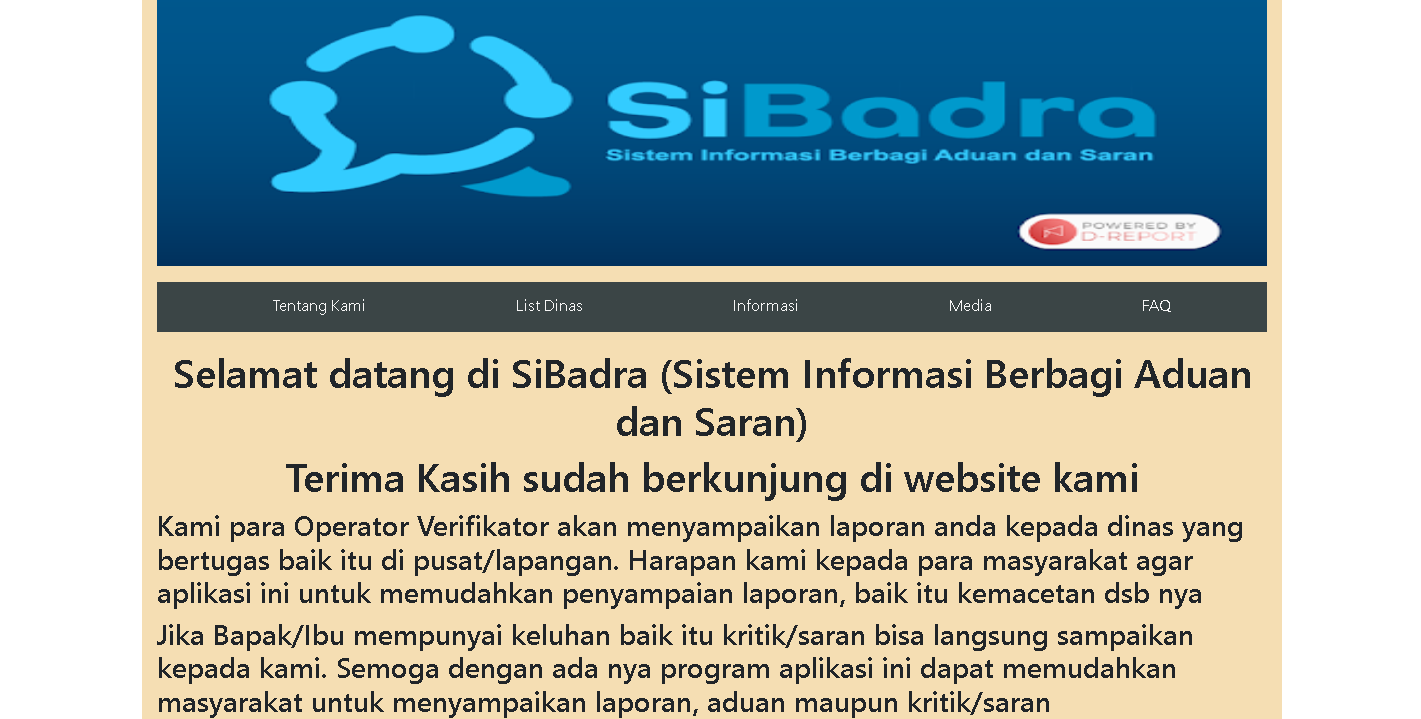 SiBadra
Sistem Informasi Berbagi Aduan dan Saran
POWERED BY
D-REPORT
Tentang Kami
List Dinas
Informasi
Media
FAQ
Selamat datang di SiBadra (Sistem Informasi Berbagi Aduan
dan Saran)
Terima Kasih sudah berkunjung di website kami
Kami para Operator Verifikator akan menyampaikan laporan anda kepada dinas yang
bertugas baik itu di pusat/lapangan. Harapan kami kepada para masyarakat agar
aplikasi ini untuk memudahkan penyampaian laporan, baik itu kemacetan dsb nya
Jika Bapak/Ibu mempunyai keluhan baik itu kritik/saran bisa langsung sampaikan
kepada kami. Semoga dengan ada nya program aplikasi ini dapat memudahkan
masyarakat untuk menyampaikan laporan, aduan maupun kritik/saran